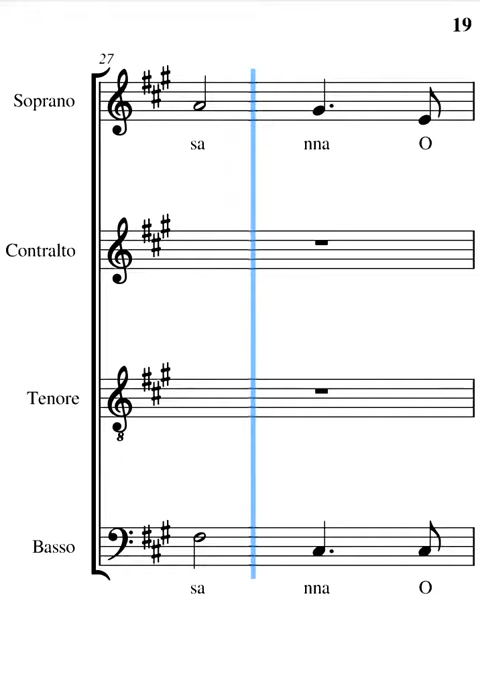 19
27
Soprano
sa nna O
Contralto
Tenore
8
Basso
sa nna O